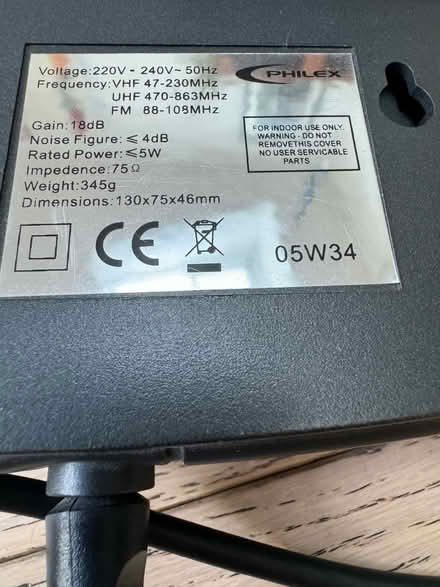 Voltage:220V - 240V~50Hz
PHILEX
Frequency:VHF 47-230MHz
UHF 470-863MHz
FM 88-108MHz
Gain:18dB
Noise Figure:≤4dB
Rated Power:≤5W
Impedence:75Ω
Weight:345g
Dimensions:130x75x46mm
FOR INDOOR USE ONLY.
WARNING - DO NOT
REMOVETHIS COVER
NO USER SERVICABLE
PARTS
CE
05W34